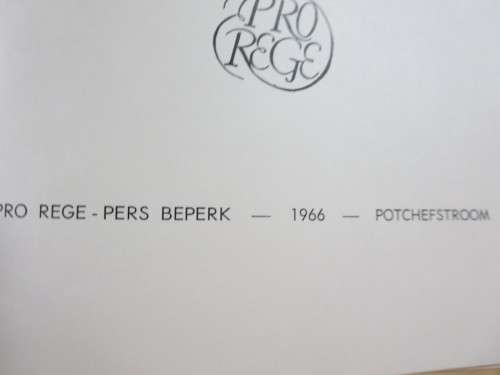 PRO
REGE
PRO REGE - PERS BEPERK — 1966 — POTCHEFSTROOM